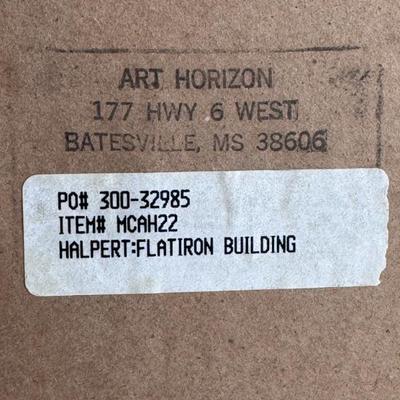 ART HORIZON
177 HWY 6 WEST
BATESVILLE, MS 38606
PO# 300-32985
ITEM# MCAH22
HALPERT:FLATIRON BUILDING